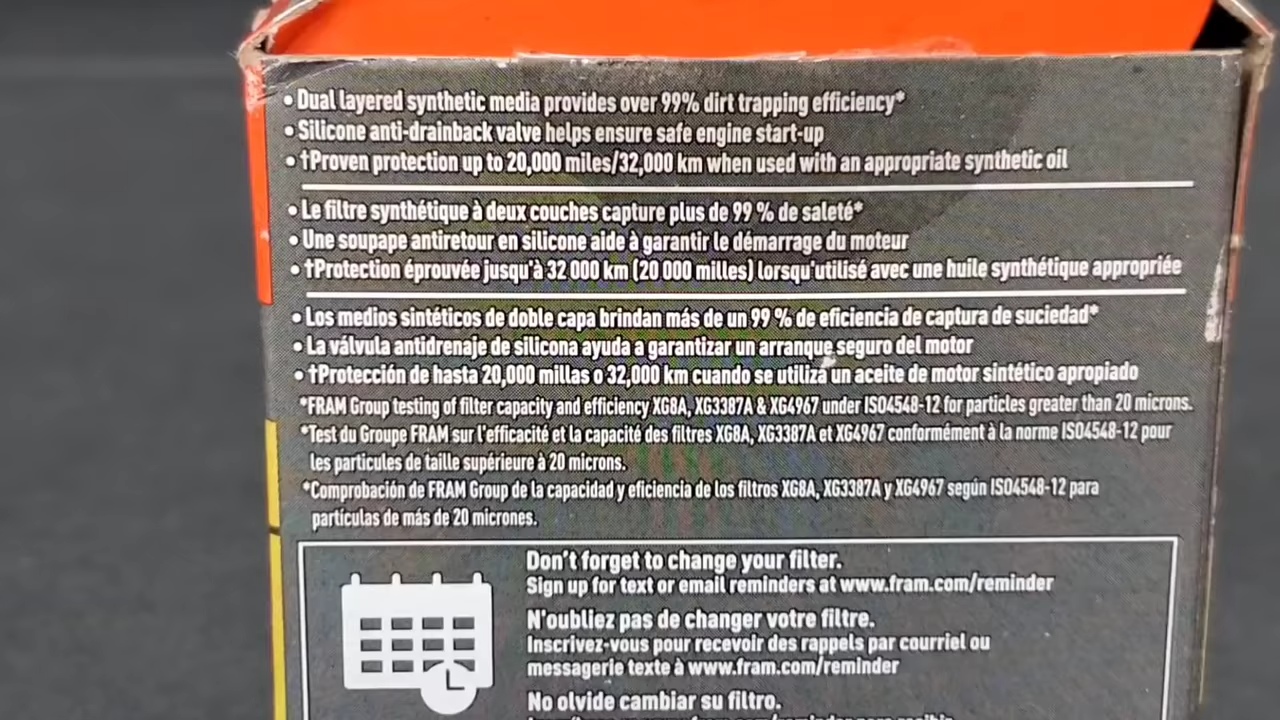 • Dual layered synthetic media provides over 99% dirt trapping efficiency*
• Silicone anti-drainback valve helps ensure safe engine start-up
• †Proven protection up to 20,000 miles/32,000 km when used with an appropriate synthetic oil
• Le filtre synthétique à deux couches capture plus de 99 % de saleté*
• Une soupape antiretour en silicone aide à garantir le démarrage du moteur
• †Protection éprouvée jusqu'à 32 000 km (20 000 milles) lorsqu'utilisé avec une huile synthétique appropriée
• Los medios sintéticos de doble capa brindan más de un 99 % de eficiencia de captura de suciedad*
• La válvula antidrenaje de silicona ayuda a garantizar un arranque seguro del motor
• †Protección de hasta 20,000 millas o 32,000 km cuando se utiliza un aceite de motor sintético apropiado
*FRAM Group testing of filter capacity and efficiency XG8A, XG3387A & XG4967 under ISO4548-12 for particles greater than 20 microns.
*Test du Groupe FRAM sur l'efficacité et la capacité des filtres XG8A, XG3387A et XG4967 conformément à la norme ISO4548-12 pour
les particules de taille supérieure à 20 microns.
*Comprobación de FRAM Group de la capacidad y eficiencia de los filtros XG8A, XG3387A y XG4967 según ISO4548-12 para
partículas de más de 20 micrones.
Don't forget to change your filter.
Sign up for text or email reminders at www.fram.com/reminder
N'oubliez pas de changer votre filtre.
Inscrivez-vous pour recevoir des rappels par courriel ou
messagerie texte à www.fram.com/reminder
No olvide cambiar su filtro.